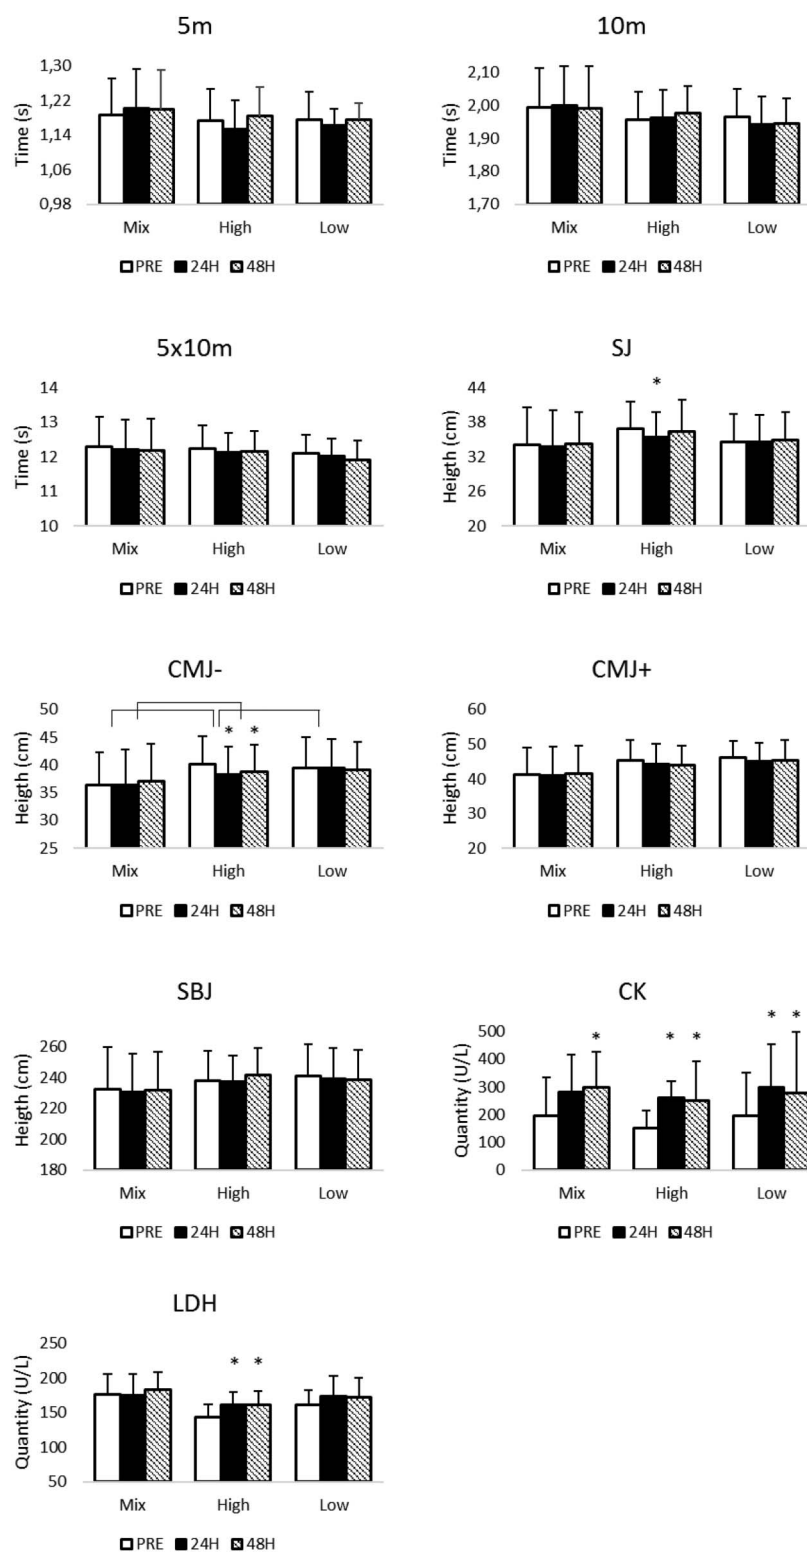 5m
1,30
1,22
1,14
1,06
0,98
Time (s)
Mix High Low
PRE 24H 48H
10m
2,10
2,00
1,90
1,80
1,70
Time (s)
Mix High Low
PRE 24H 48H
5x10m
14
13
12
11
10
Time (s)
Mix High Low
PRE 24H 48H
SJ
*
44
38
32
26
20
Heigth (cm)
Mix High Low
PRE 24H 48H
CMJ-
50
45
40
35
30
25
* *
Heigth (cm)
Mix High Low
PRE 24H 48H
CMJ+
60
50
40
30
20
Heigth (cm)
Mix High Low
PRE 24H 48H
SBJ
260
240
220
200
180
Heigth (cm)
Mix High Low
PRE 24H 48H
CK
* * * * *
500
400
300
200
100
0
Quantity (U/L)
Mix High Low
PRE 24H 48H
LDH
250
200
150
100
50
* *
Quantity (U/L)
Mix High Low
PRE 24H 48H